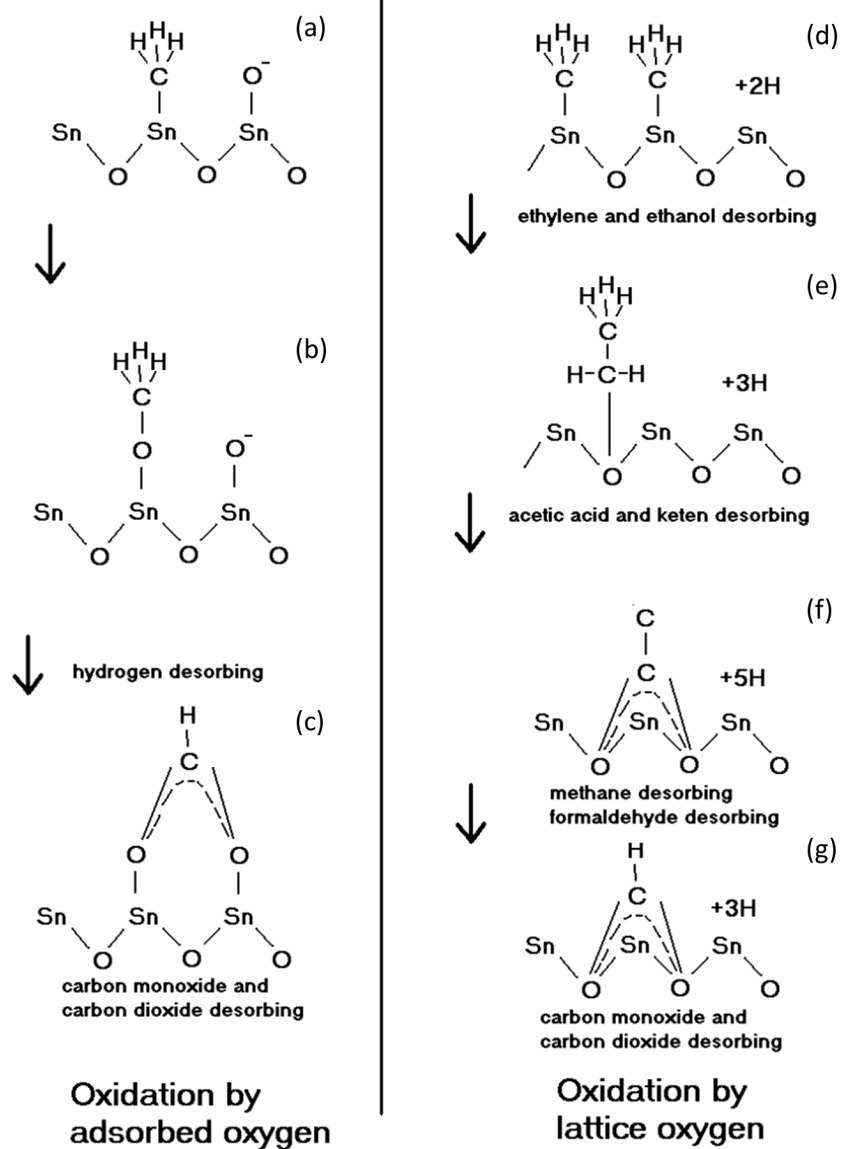 (a)
H H H
C O⁻
Sn Sn Sn
O O O
(b)
H H H
C
O O⁻
Sn Sn Sn
O O O
hydrogen desorbing
(c)
H
C
O O
Sn Sn Sn
O O O
carbon monoxide and
carbon dioxide desorbing
Oxidation by
adsorbed oxygen
(d)
H H H H H H
C C +2H
Sn Sn Sn
O O O
ethylene and ethanol desorbing
(e)
H H H
C
H-C-H +3H
Sn Sn Sn
O O O
acetic acid and keten desorbing
(f)
C
C +5H
Sn Sn Sn
O O O
methane desorbing
formaldehyde desorbing
(g)
H
C +3H
Sn Sn Sn
O O O
carbon monoxide and
carbon dioxide desorbing
Oxidation by
lattice oxygen